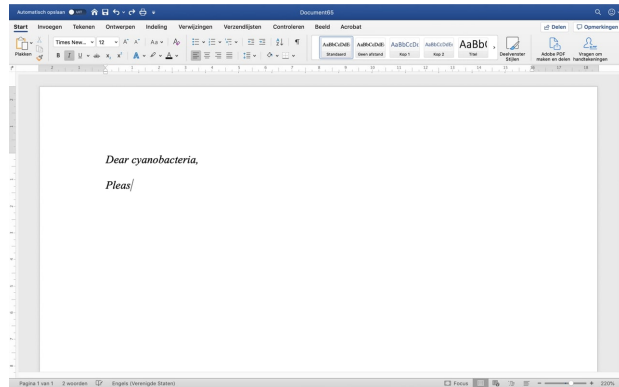 Automatisch opslaan
Document65
Start Invoegen Tekenen Ontwerpen Indeling Verwijzingen Verzendlijsten Controleren Beeld Acrobat Delen Opmerkingen
Plakken
Times New... 12
AaBbCcDdEe AaBbCcDdEe AaBbCcDc AaBbCcDdEe AaBb(
Standaard Geen afstand Kop 1 Kop 2 Titel
Deelvenster Stijlen
Adobe PDF maken en delen
Vragen om handtekeningen
Dear cyanobacteria,
Pleas
Pagina 1 van 1 2 woorden Engels (Verenigde Staten) Focus 220%